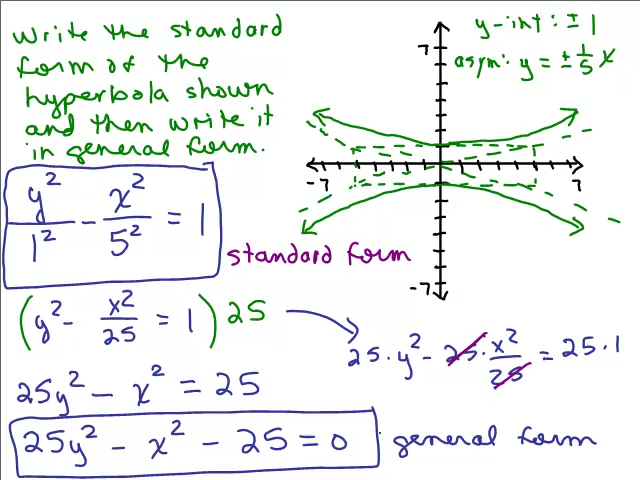 Write the standard
form of the
hyperbola shown
and then write it
in general form.
y-int: ± 1
asym: y = ± 1/5 x
7
-7
7
-7
y²/1² - x²/5² = 1
standard form
(y² - x²/25 = 1) 25
25 · y² - 25 · x²/25 = 25 · 1
25y² - x² = 25
25y² - x² - 25 = 0
general form